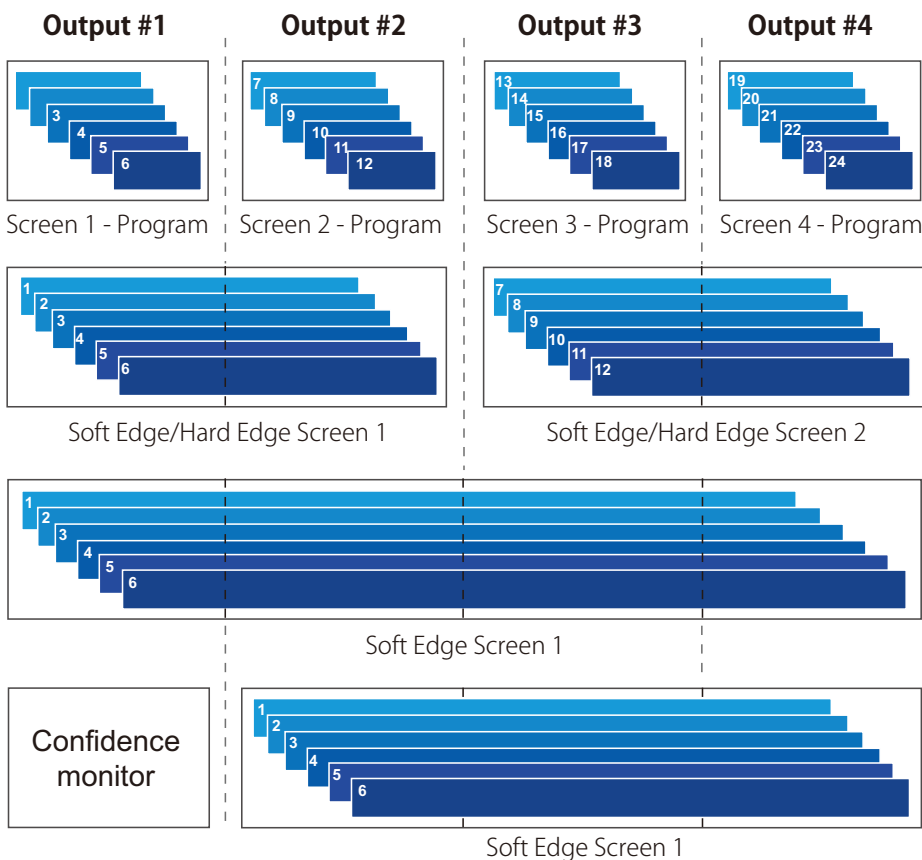 Output #1 Output #2 Output #3 Output #4
3 4 5 6
7 8 9 10 11 12
13 14 15 16 17 18
19 20 21 22 23 24
Screen 1 - Program Screen 2 - Program Screen 3 - Program Screen 4 - Program
1 2 3 4 5 6
7 8 9 10 11 12
Soft Edge/Hard Edge Screen 1 Soft Edge/Hard Edge Screen 2
1 2 3 4 5 6
Soft Edge Screen 1
Confidence
monitor
1 2 3 4 5 6
Soft Edge Screen 1